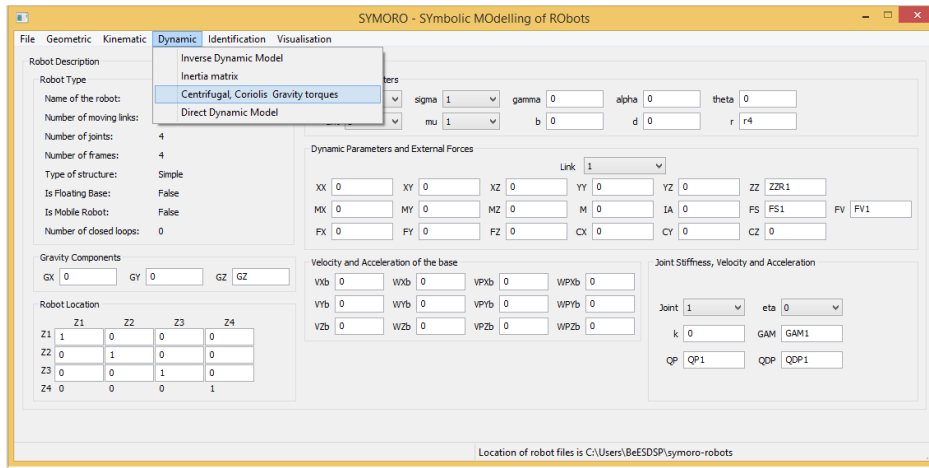 SYMORO - SYmbolic MOdelling of RObots
File Geometric Kinematic Dynamic Identification Visualisation
Inverse Dynamic Model
Inertia matrix
Centrifugal, Coriolis Gravity torques
Direct Dynamic Model
Robot Description
Robot Type
Name of the robot:
Number of moving links:
Number of joints: 4
Number of frames: 4
Type of structure: Simple
Is Floating Base: False
Is Mobile Robot: False
Number of closed loops: 0
Gravity Components
GX 0 GY 0 GZ GZ
Robot Location
Z1 Z2 Z3 Z4
Z1 1 0 0 0
Z2 0 1 0 0
Z3 0 0 1 0
Z4 0 0 0 1
sigma 1 gamma 0 alpha 0 theta 0
mu 1 b 0 d 0 r r4
Dynamic Parameters and External Forces
Link 1
XX 0 XY 0 XZ 0 YY 0 YZ 0 ZZ ZZR1
MX 0 MY 0 MZ 0 M 0 IA 0 FS FS1 FV FV1
FX 0 FY 0 FZ 0 CX 0 CY 0 CZ 0
Velocity and Acceleration of the base
VXb 0 WXb 0 VPXb 0 WPXb 0
VYb 0 WYb 0 VPYb 0 WPYb 0
VZb 0 WZb 0 VPZb 0 WPZb 0
Joint Stiffness, Velocity and Acceleration
Joint 1 eta 0
k 0 GAM GAM1
QP QP1 QDP QDP1
Location of robot files is C:\Users\BeESDSP\symoro-robots